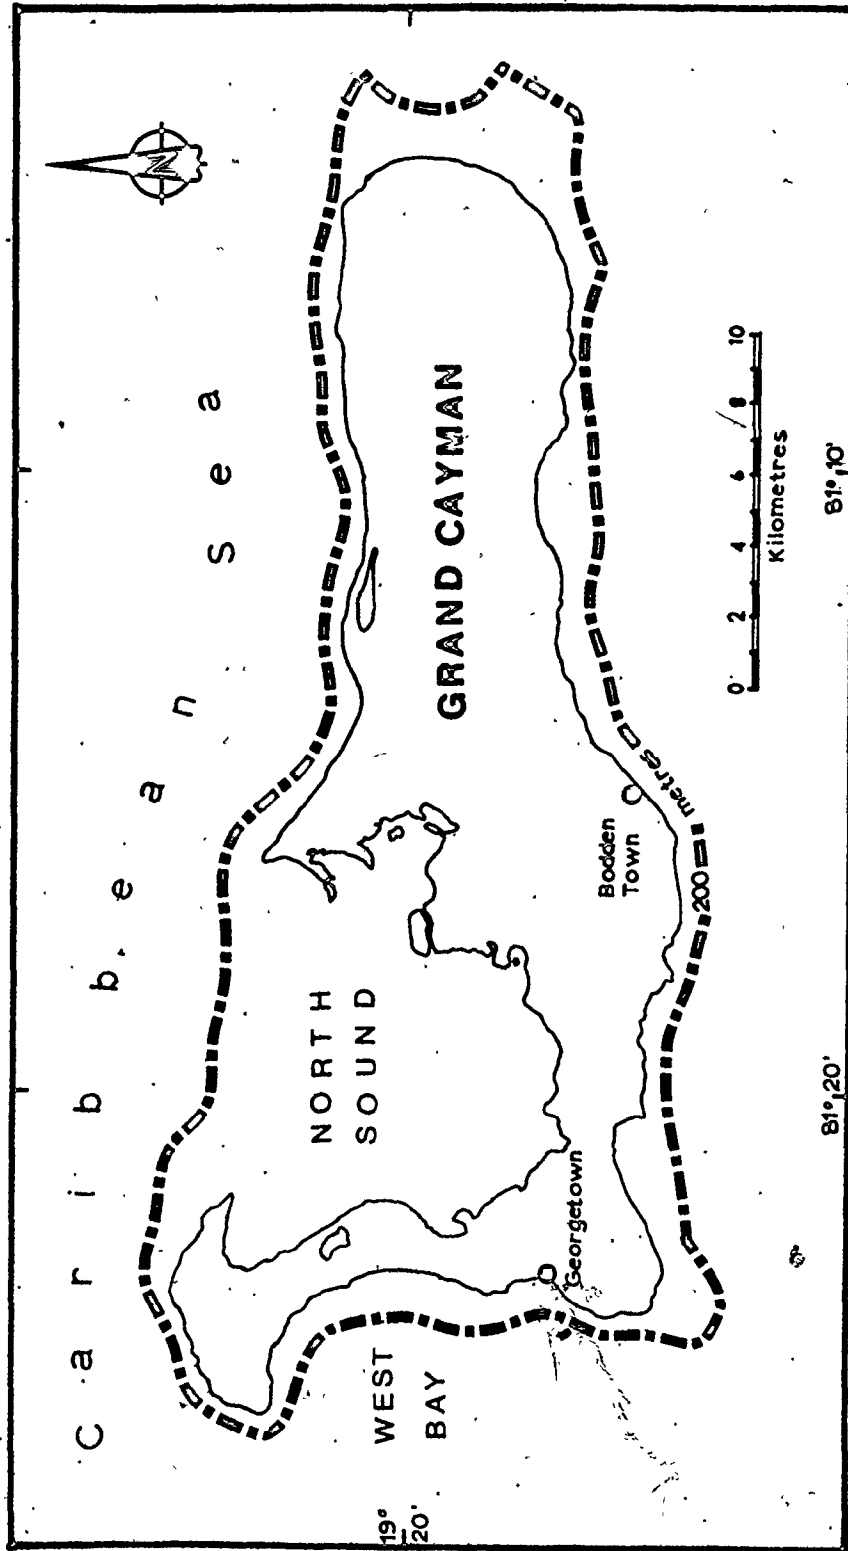 Caribbean Sea
N
NORTH
SOUND
WEST
BAY
GRAND CAYMAN
Georgetown
Bodden
Town
200 metres
0 2 4 6 8 10
Kilometres
19°
20'
81° 20'
81° 10'